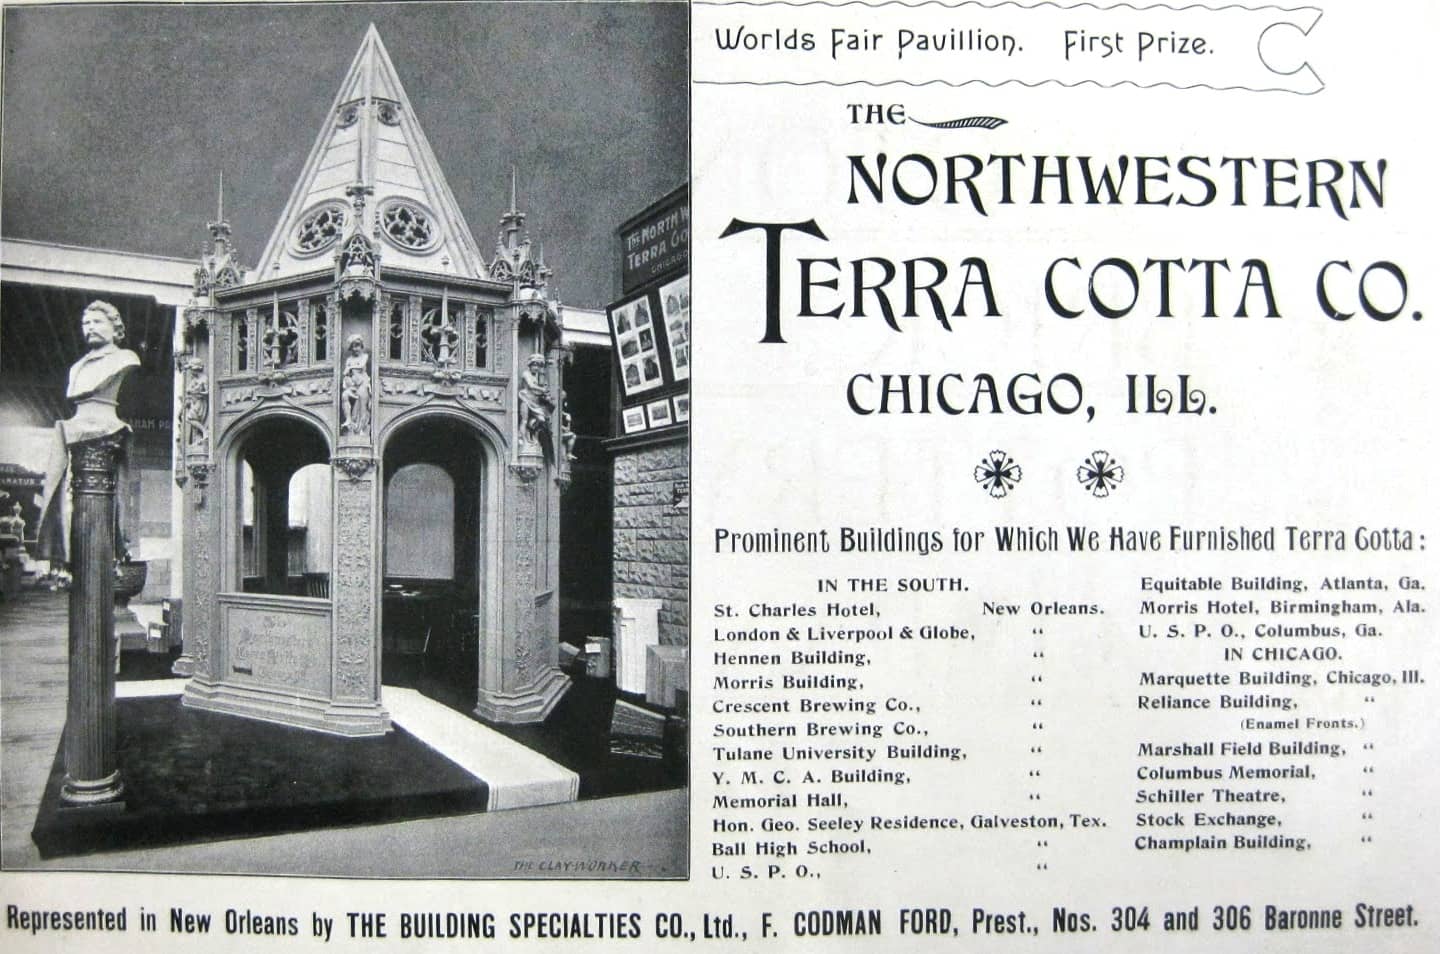 Worlds Fair Pavillion. First Prize.
THE
NORTHWESTERN
TERRA COTTA CO.
CHICAGO, ILL.
Prominent Buildings for Which We Have Furnished Terra Cotta:
IN THE SOUTH.
St. Charles Hotel, New Orleans.
London & Liverpool & Globe, "
Hennen Building, "
Morris Building, "
Crescent Brewing Co., "
Southern Brewing Co., "
Tulane University Building, "
Y. M. C. A. Building, "
Memorial Hall, "
Hon. Geo. Seeley Residence, Galveston, Tex.
Ball High School, "
U. S. P. O., "
Equitable Building, Atlanta, Ga.
Morris Hotel, Birmingham, Ala.
U. S. P. O., Columbus, Ga.
IN CHICAGO.
Marquette Building, Chicago, Ill.
Reliance Building, "
(Enamel Fronts.)
Marshall Field Building, "
Columbus Memorial, "
Schiller Theatre, "
Stock Exchange, "
Champlain Building, "
The NORTH W
TERRA CO
CHICAGO
THE CLAY-WORKER
Represented in New Orleans by THE BUILDING SPECIALTIES CO., Ltd., F. CODMAN FORD, Prest., Nos. 304 and 306 Baronne Street.